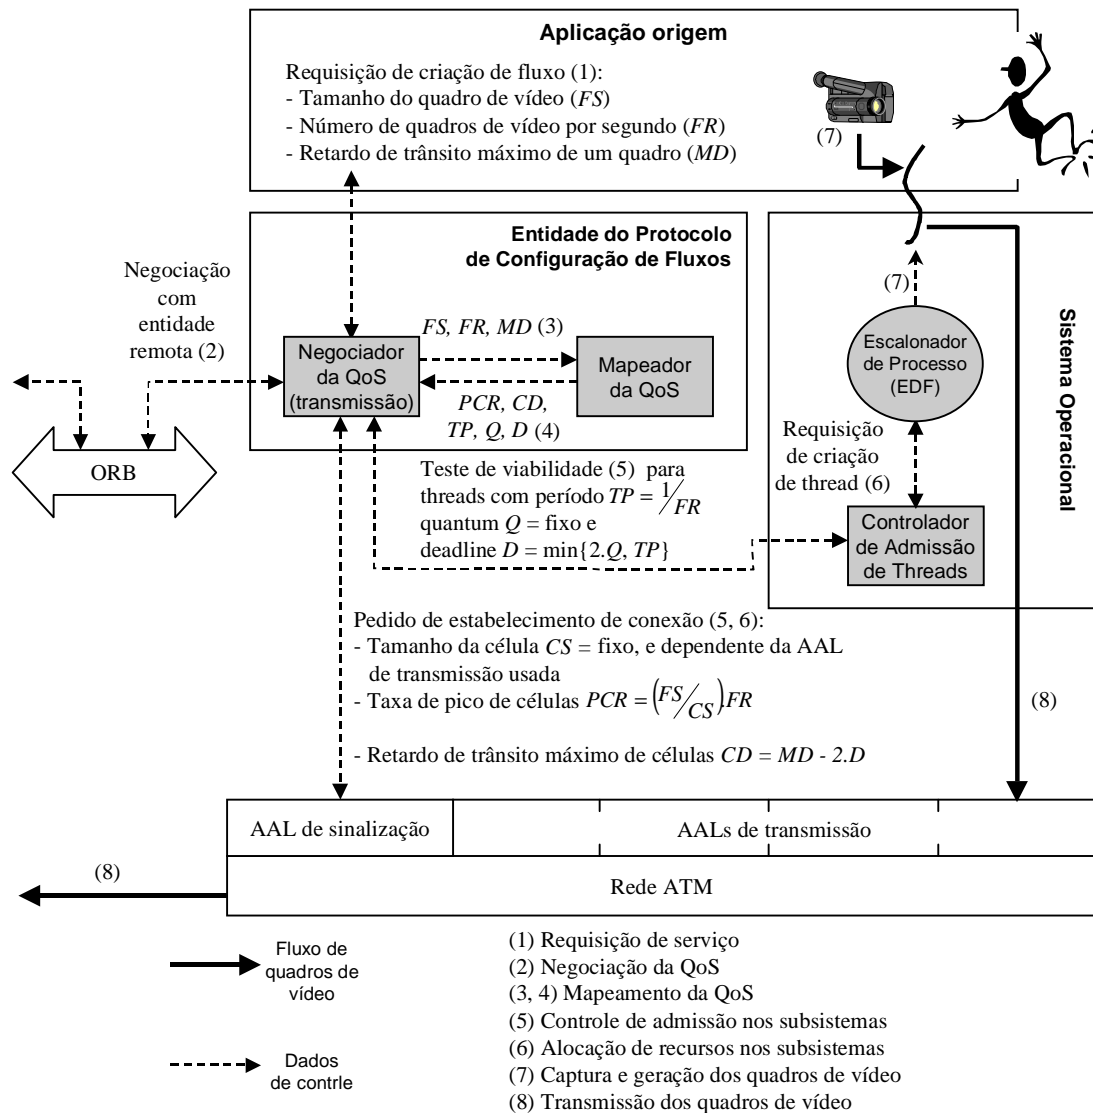 Aplicação origem
Requisição de criação de fluxo (1):
- Tamanho do quadro de vídeo (FS)
- Número de quadros de vídeo por segundo (FR)
- Retardo de trânsito máximo de um quadro (MD)
(7)
Entidade do Protocolo
de Configuração de Fluxos
Negociação
com
entidade
remota (2)
FS, FR, MD (3)
Negociador
da QoS
(transmissão)
Mapeador
da QoS
PCR, CD,
TP, Q, D (4)
ORB
(7)
Escalonador
de Processo
(EDF)
Sistema Operacional
Requisição
de criação
de thread (6)
Controlador
de Admissão
de Threads
Teste de viabilidade (5) para
threads com período TP = 1/FR
quantum Q = fixo e
deadline D = min{2.Q, TP}
Pedido de estabelecimento de conexão (5, 6):
- Tamanho da célula CS = fixo, e dependente da AAL
de transmissão usada
- Taxa de pico de células PCR = (FS/CS).FR
- Retardo de trânsito máximo de células CD = MD - 2.D
(8)
AAL de sinalização
AALs de transmissão
Rede ATM
(8)
Fluxo de
quadros de
vídeo
Dados
de contrle
(1) Requisição de serviço
(2) Negociação da QoS
(3, 4) Mapeamento da QoS
(5) Controle de admissão nos subsistemas
(6) Alocação de recursos nos subsistemas
(7) Captura e geração dos quadros de vídeo
(8) Transmissão dos quadros de vídeo